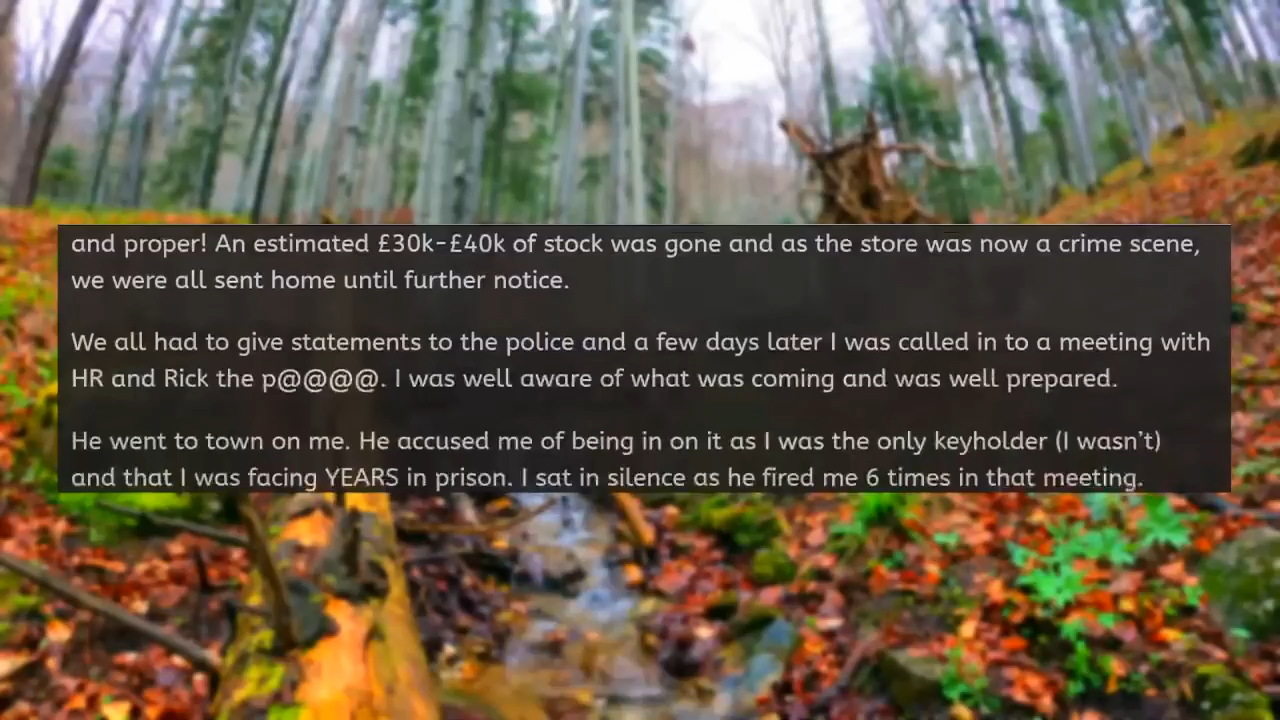 and proper! An estimated £30k-£40k of stock was gone and as the store was now a crime scene,
we were all sent home until further notice.
We all had to give statements to the police and a few days later I was called in to a meeting with
HR and Rick the p@@@@. I was well aware of what was coming and was well prepared.
He went to town on me. He accused me of being in on it as I was the only keyholder (I wasn't)
and that I was facing YEARS in prison. I sat in silence as he fired me 6 times in that meeting.